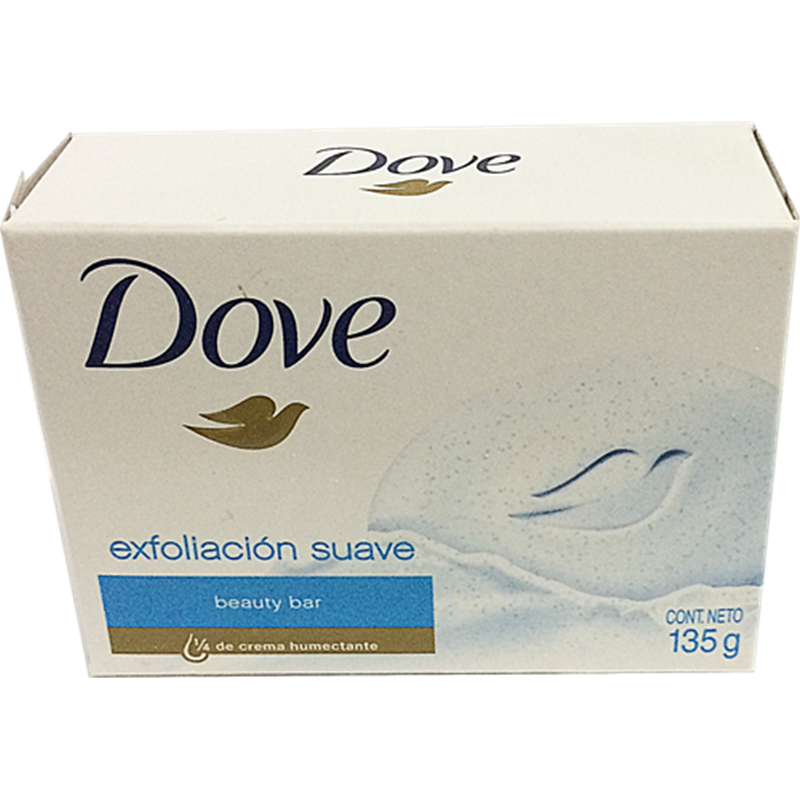 Dove
Dove
exfoliación suave
beauty bar
1/4 de crema humectante
CONT. NETO
135 g